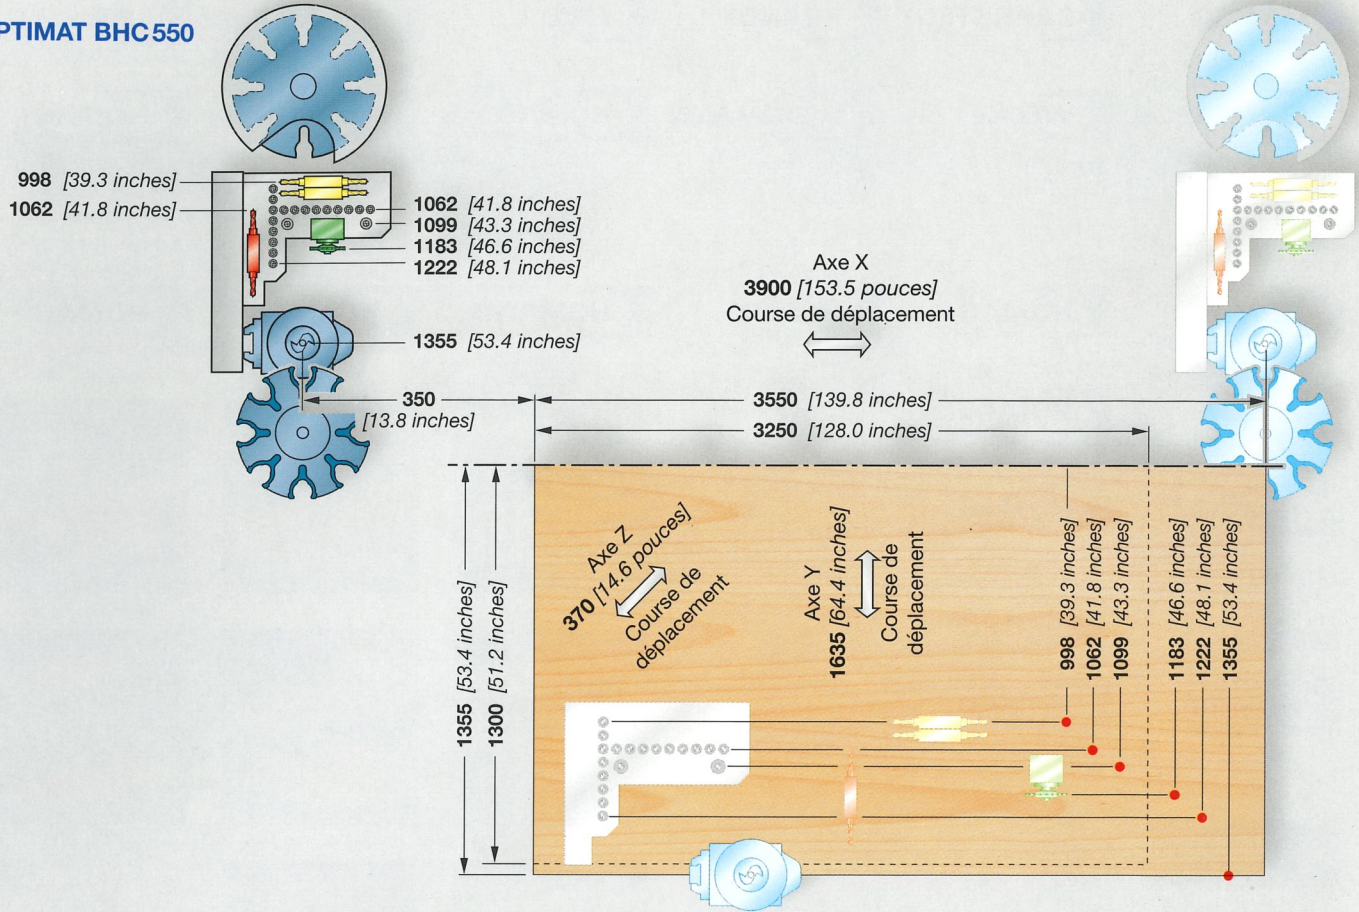 PTIMAT BHC 550
998 [39.3 inches]
1062 [41.8 inches]
1062 [41.8 inches]
1099 [43.3 inches]
1183 [46.6 inches]
1222 [48.1 inches]
1355 [53.4 inches]
Axe X
3900 [153.5 pouces]
Course de déplacement
350
[13.8 inches]
3550 [139.8 inches]
3250 [128.0 inches]
1355 [53.4 inches]
1300 [51.2 inches]
Axe Z
370 [14.6 pouces]
Course de
déplacement
Axe Y
1635 [64.4 inches]
Course de
déplacement
998 [39.3 inches]
1062 [41.8 inches]
1099 [43.3 inches]
1183 [46.6 inches]
1222 [48.1 inches]
1355 [53.4 inches]